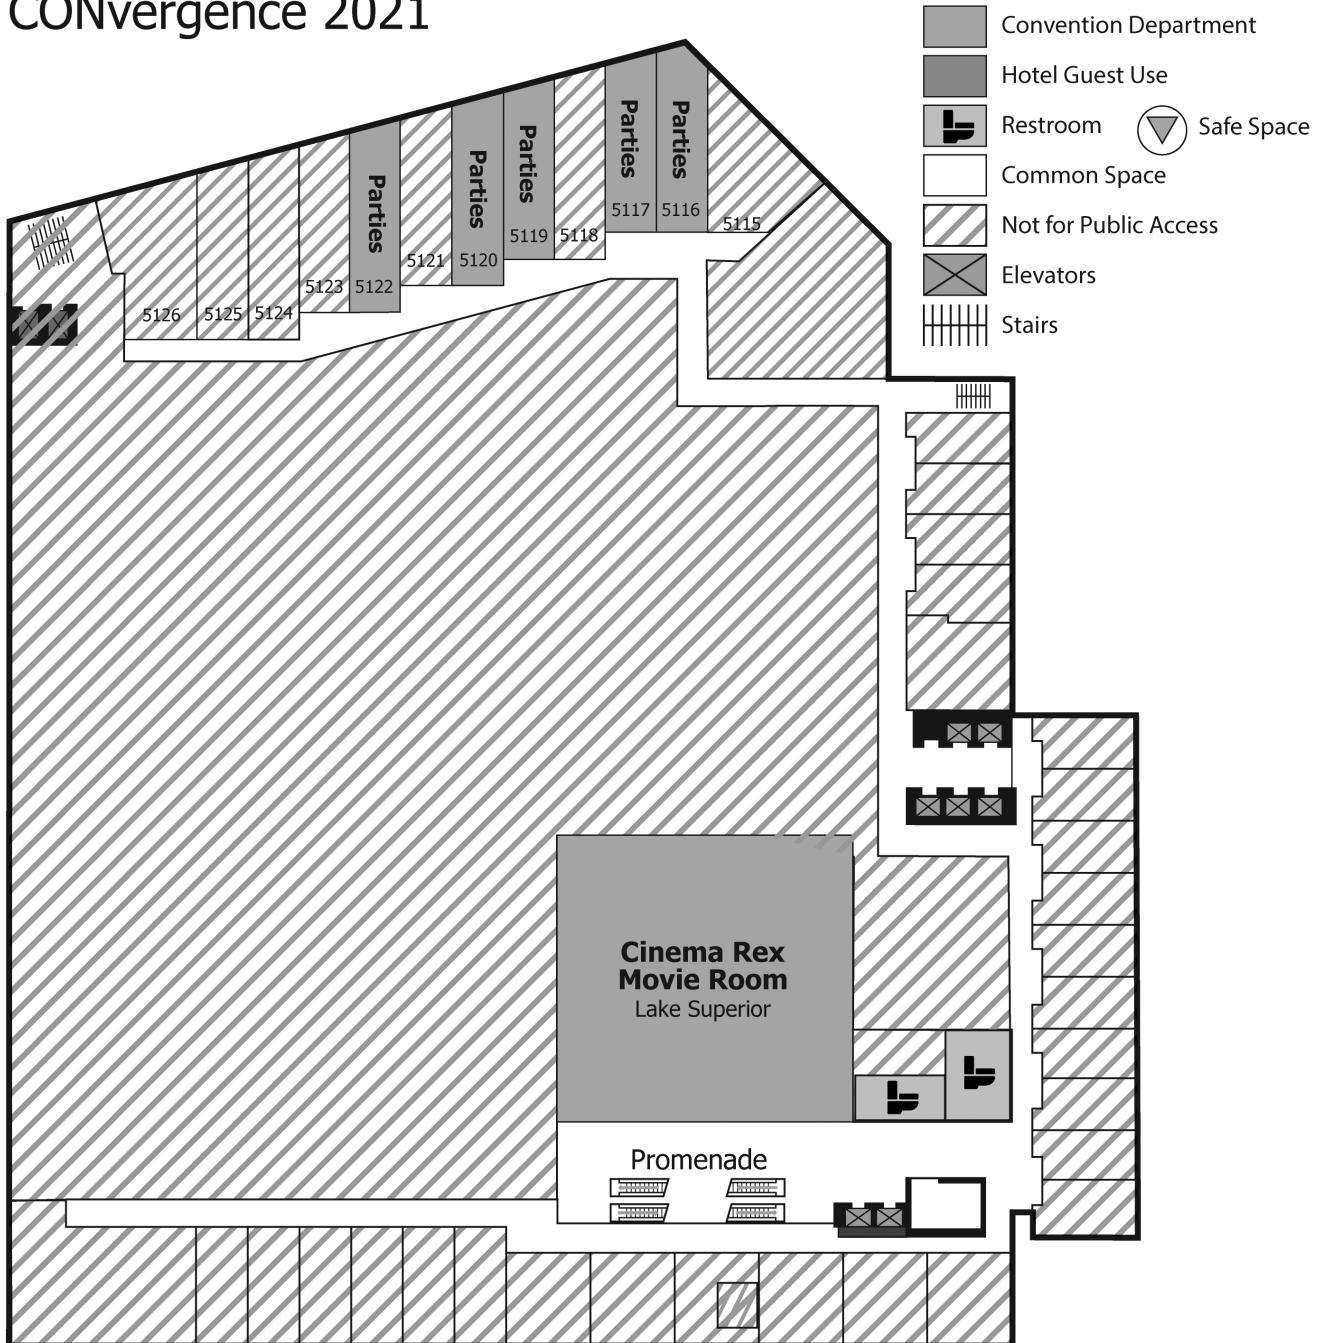 CONvergence 2021
Convention Department
Hotel Guest Use
Restroom
Safe Space
Common Space
Not for Public Access
Elevators
Stairs
Parties
Parties
Parties
Parties
Parties
5117
5116
5115
5119
5118
5121
5120
5123
5122
5126
5125
5124
Cinema Rex
Movie Room
Lake Superior
Promenade